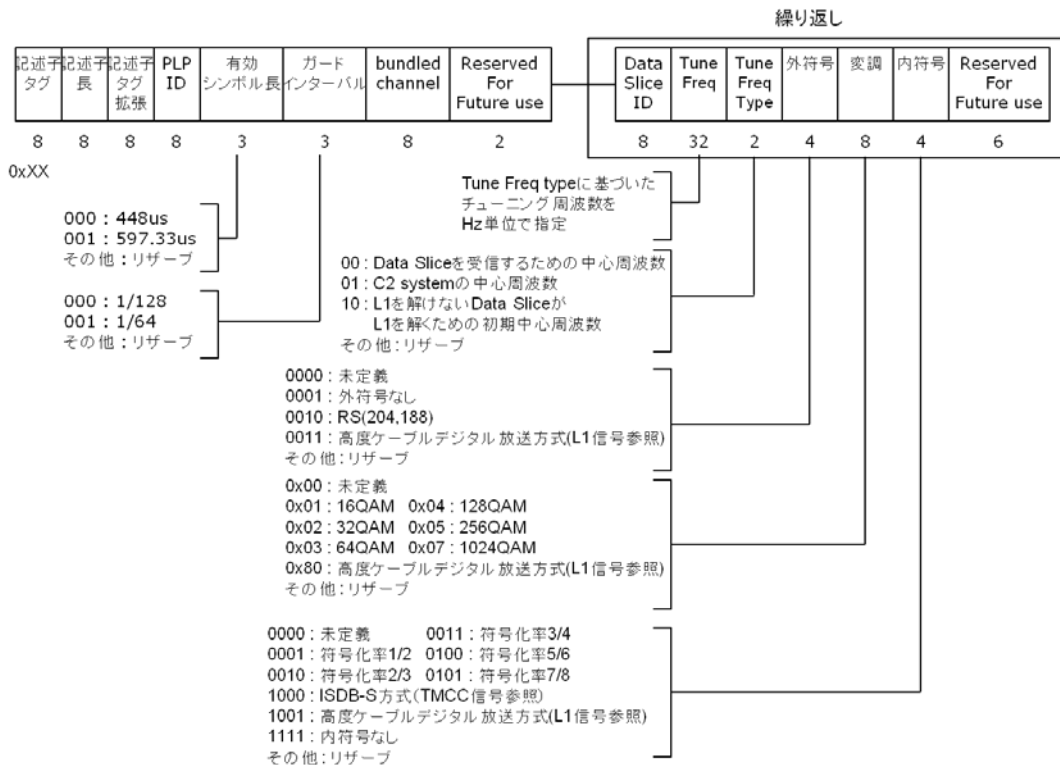 繰り返し
記述子タグ
記述子長
記述子タグ拡張
PLP ID
有効シンボル長
ガードインターバル
bundled channel
Reserved For Future use
Data Slice ID
Tune Freq
Tune Freq Type
外符号
変調
内符号
Reserved For Future use
8 8 8 8 3 3 8 2 8 32 2 4 8 4 6
0xXX
000：448us
001：597.33us
その他：リザーブ
000：1/128
001：1/64
その他：リザーブ
Tune Freq typeに基づいた
チューニング周波数を
Hz単位で指定
00：Data Sliceを受信するための中心周波数
01：C2 systemの中心周波数
10：L1を解けないData Sliceが
L1を解くための初期中心周波数
その他：リザーブ
0000：未定義
0001：外符号なし
0010：RS(204,188)
0011：高度ケーブルデジタル放送方式(L1信号参照)
その他：リザーブ
0x00：未定義
0x01：16QAM 0x04：128QAM
0x02：32QAM 0x05：256QAM
0x03：64QAM 0x07：1024QAM
0x80：高度ケーブルデジタル放送方式(L1信号参照)
その他：リザーブ
0000：未定義 0011：符号化率3/4
0001：符号化率1/2 0100：符号化率5/6
0010：符号化率2/3 0101：符号化率7/8
1000：ISDB-S方式(TMCC信号参照)
1001：高度ケーブルデジタル放送方式(L1信号参照)
1111：内符号なし
その他：リザーブ